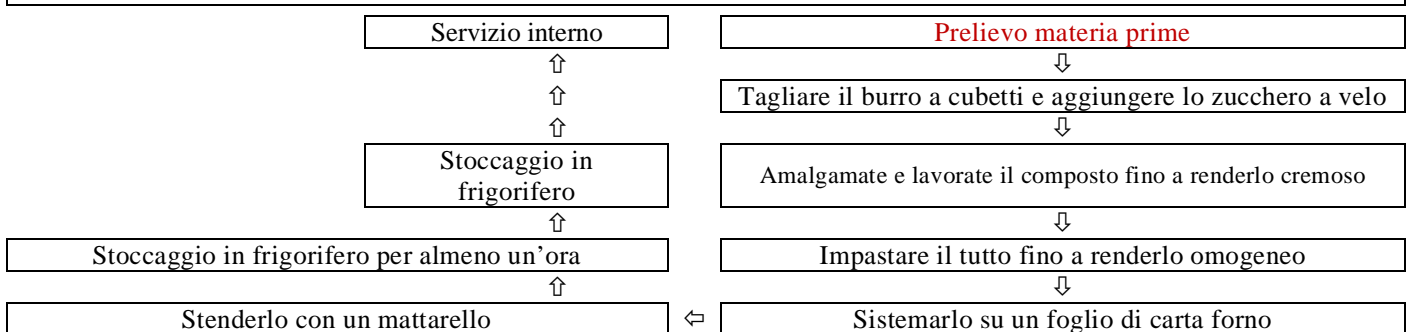 Servizio interno
Prelievo materia prime
⇧
⇩
⇧
Tagliare il burro a cubetti e aggiungere lo zucchero a velo
⇧
⇩
Stoccaggio in
frigorifero
Amalgamate e lavorate il composto fino a renderlo cremoso
⇧
⇩
Stoccaggio in frigorifero per almeno un’ora
Impastare il tutto fino a renderlo omogeneo
⇧
⇩
Stenderlo con un mattarello
⇦
Sistemarlo su un foglio di carta forno